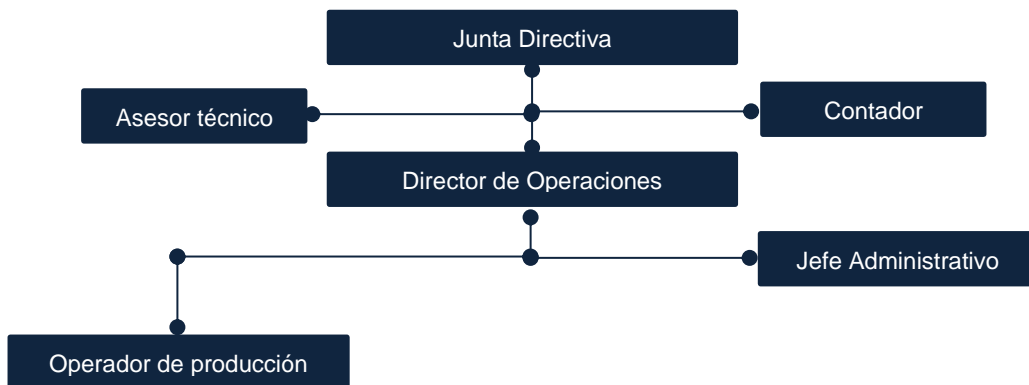 Junta Directiva
Asesor técnico
Contador
Director de Operaciones
Jefe Administrativo
Operador de producción